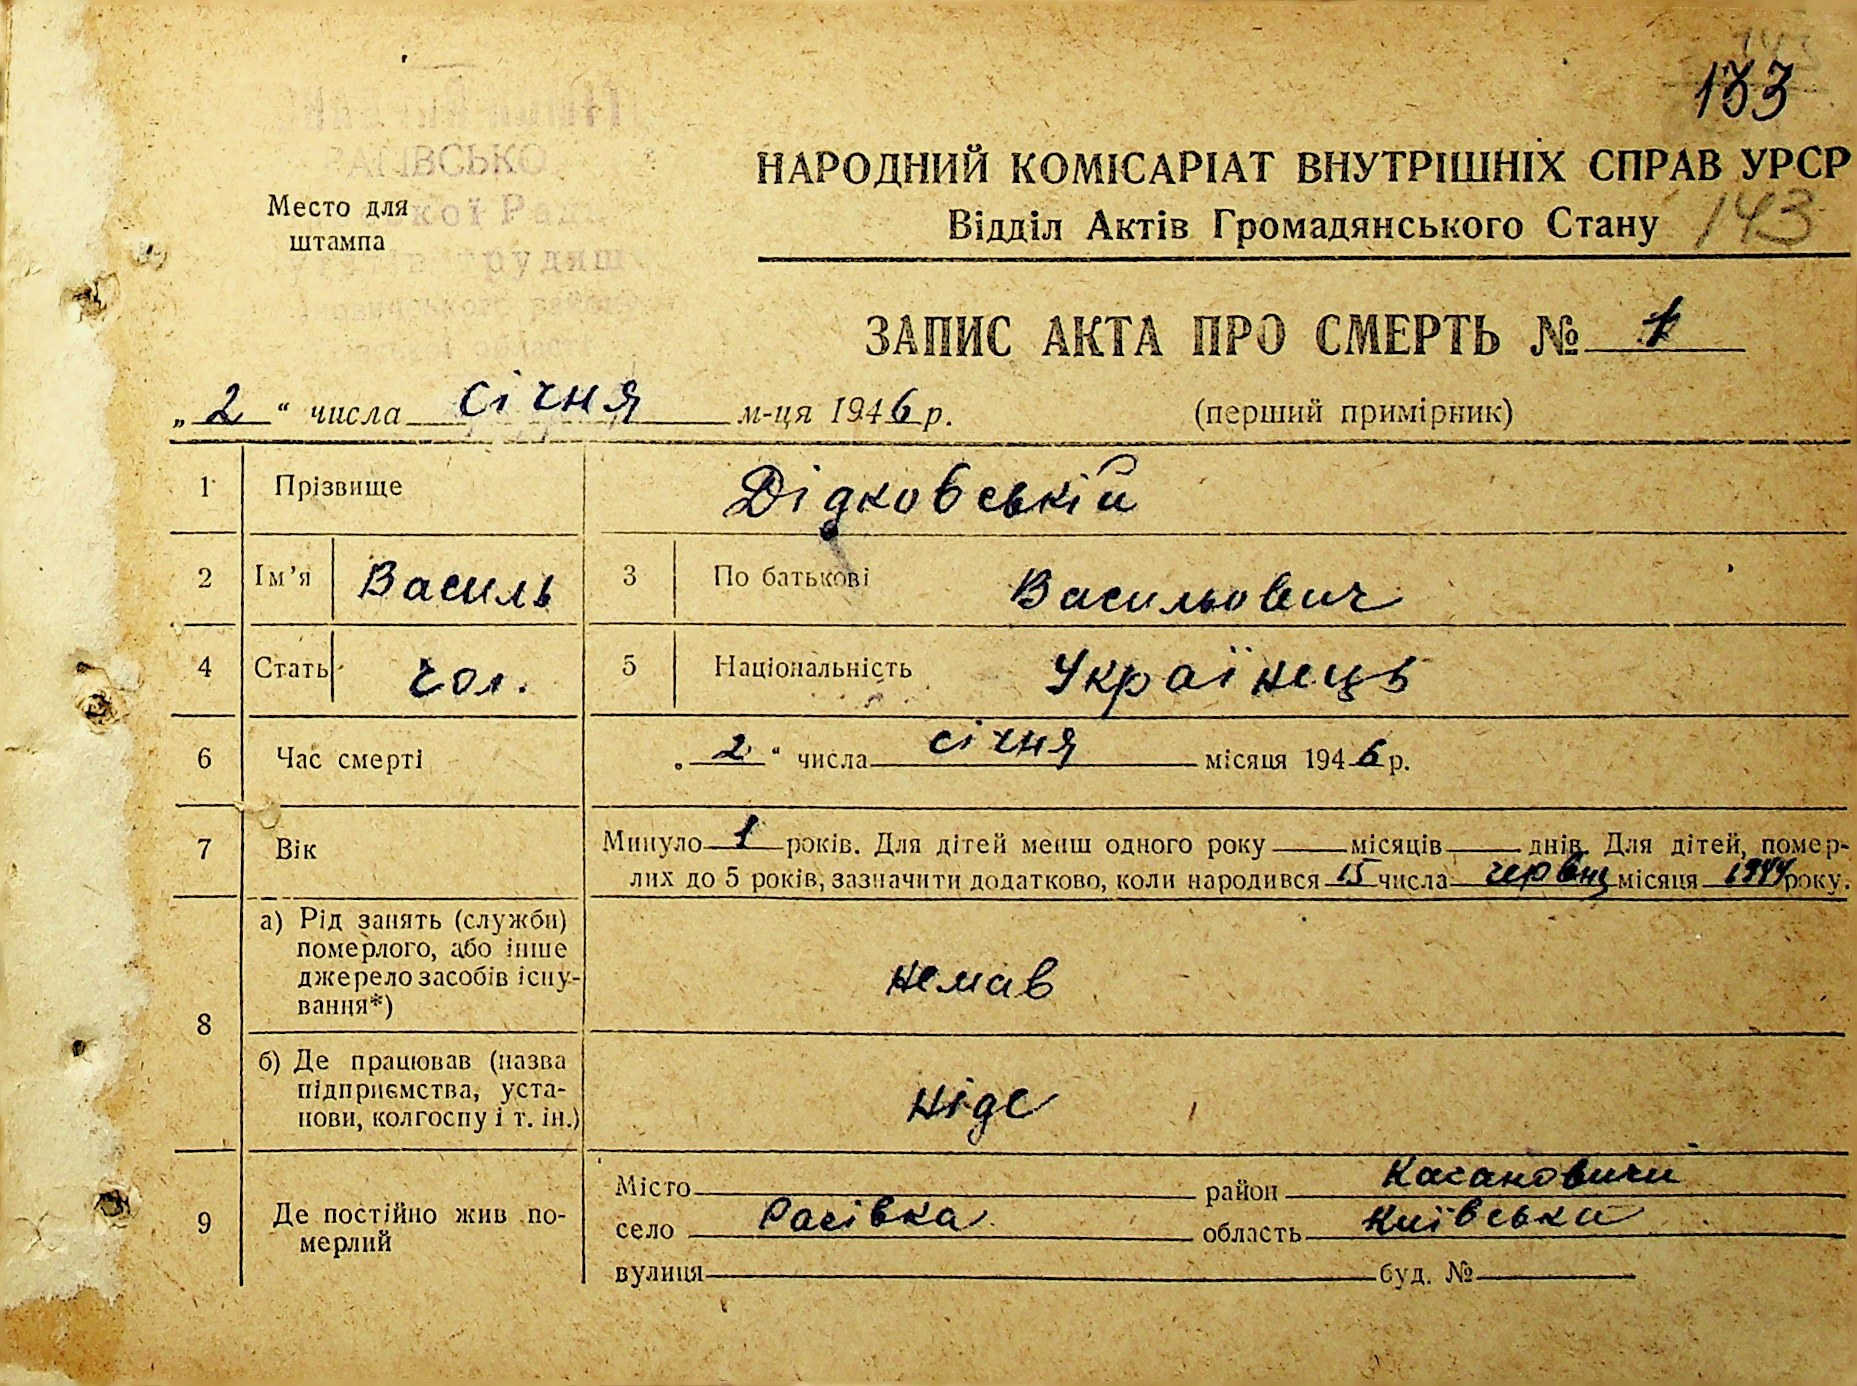 133
НАРОДНИЙ КОМІСАРІАТ ВНУТРІШНІХ СПРАВ УРСР
Место для
штампа
Відділ Актів Громадянського Стану 143
ЗАПИС АКТА ПРО СМЕРТЬ № 1
„2“ числа січня м-ця 1946 р. (перший примірник)
1 Прізвище Дідковській
2 Ім’я Василь 3 По батькові Васильович
4 Стать чол. 5 Національність Українець
6 Час смерті „2“ числа січня місяця 1946 р.
7 Вік Минуло 1 років. Для дітей менш одного року місяців днів. Для дітей, помер-
лих до 5 років, зазначити додатково, коли народився 15 числа червня місяця 1944 року.
8 а) Рід занять (служби)
померлого, або інше
джерело засобів існу-
вання*)
немав
б) Де працював (назва
підприємства, уста-
нови, колгоспу і т. ін.)
Ніде
9 Де постійно жив по-
мерлий
Місто район Кагановичи
село Рагівка область Київська
вулиця буд. №